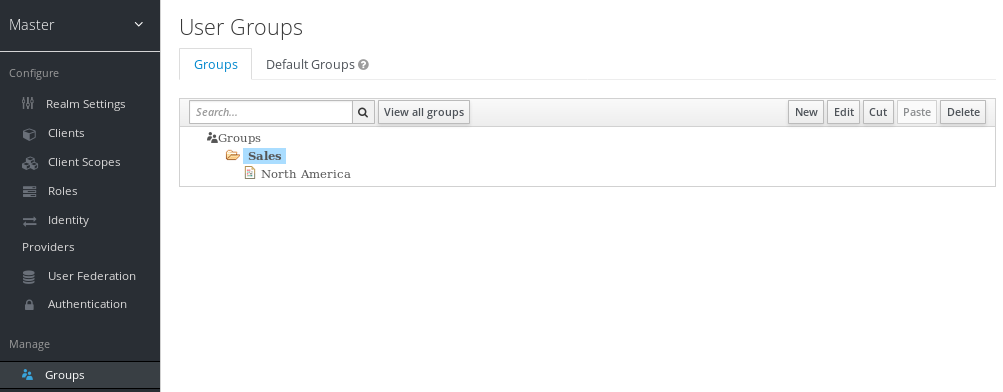 Master
User Groups
Groups
Default Groups
Configure
Realm Settings
Clients
Client Scopes
Roles
Identity
Providers
User Federation
Authentication
Manage
Groups
Search...
View all groups
New
Edit
Cut
Paste
Delete
Groups
Sales
North America